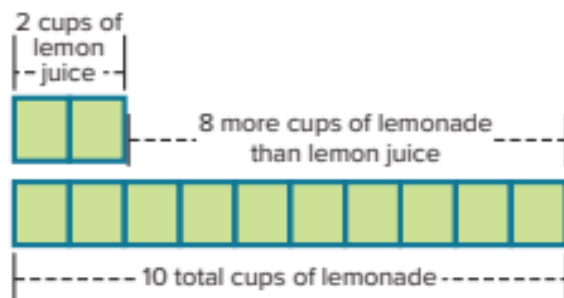 2 cups of
lemon
juice
8 more cups of lemonade
than lemon juice
10 total cups of lemonade